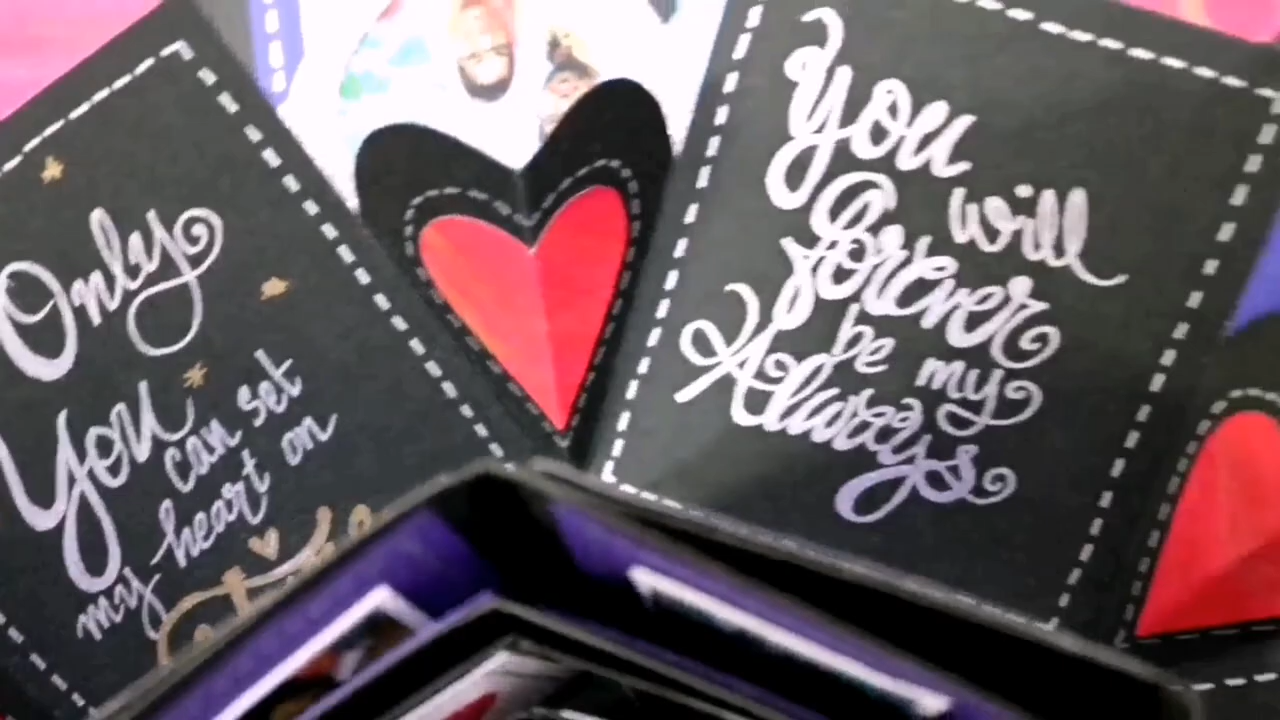 Only
You can set
my heart on
You will
forever
be my
Always